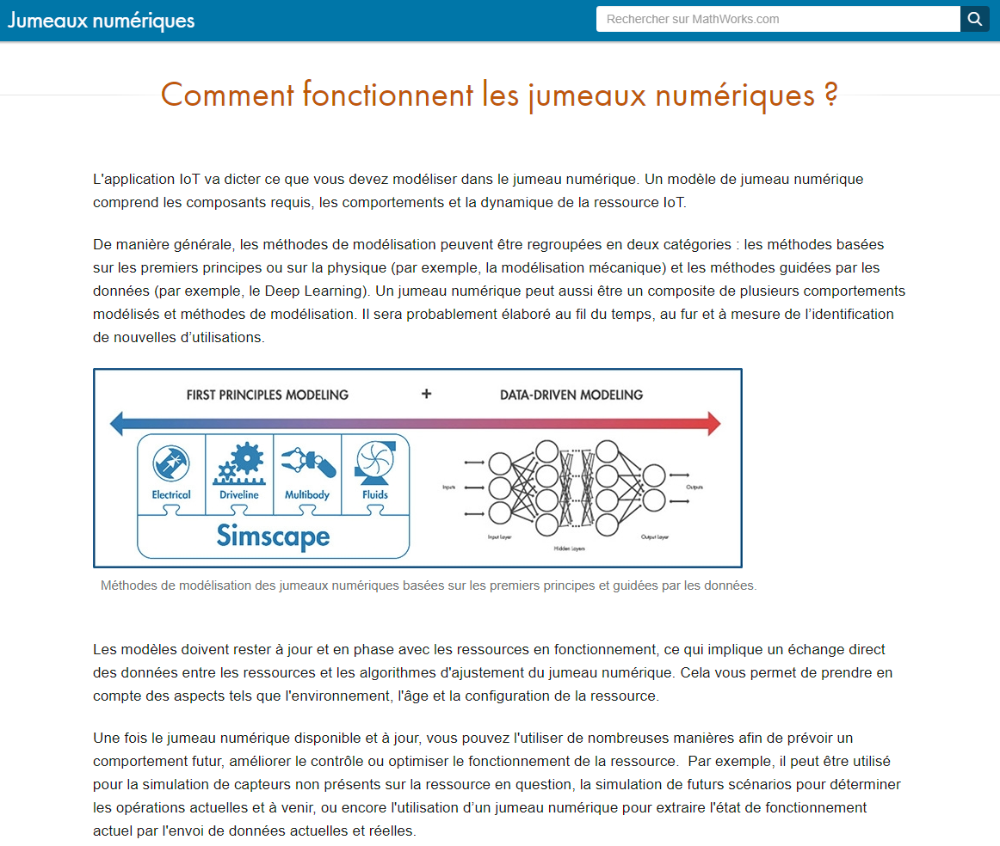 Jumeaux numériques
Rechercher sur MathWorks.com
Comment fonctionnent les jumeaux numériques ?
L'application IoT va dicter ce que vous devez modéliser dans le jumeau numérique. Un modèle de jumeau numérique
comprend les composants requis, les comportements et la dynamique de la ressource IoT.
De manière générale, les méthodes de modélisation peuvent être regroupées en deux catégories : les méthodes basées
sur les premiers principes ou sur la physique (par exemple, la modélisation mécanique) et les méthodes guidées par les
données (par exemple, le Deep Learning). Un jumeau numérique peut aussi être un composite de plusieurs comportements
modélisés et méthodes de modélisation. Il sera probablement élaboré au fil du temps, au fur et à mesure de l’identification
de nouvelles d’utilisations.
FIRST PRINCIPLES MODELING + DATA-DRIVEN MODELING
Electrical Driveline Multibody Fluids
Simscape
Inputs
Outputs
Input Layer
Hidden Layers
Output Layer
Méthodes de modélisation des jumeaux numériques basées sur les premiers principes et guidées par les données.
Les modèles doivent rester à jour et en phase avec les ressources en fonctionnement, ce qui implique un échange direct
des données entre les ressources et les algorithmes d'ajustement du jumeau numérique. Cela vous permet de prendre en
compte des aspects tels que l'environnement, l'âge et la configuration de la ressource.
Une fois le jumeau numérique disponible et à jour, vous pouvez l'utiliser de nombreuses manières afin de prévoir un
comportement futur, améliorer le contrôle ou optimiser le fonctionnement de la ressource.  Par exemple, il peut être utilisé
pour la simulation de capteurs non présents sur la ressource en question, la simulation de futurs scénarios pour déterminer
les opérations actuelles et à venir, ou encore l'utilisation d’un jumeau numérique pour extraire l'état de fonctionnement
actuel par l'envoi de données actuelles et réelles.